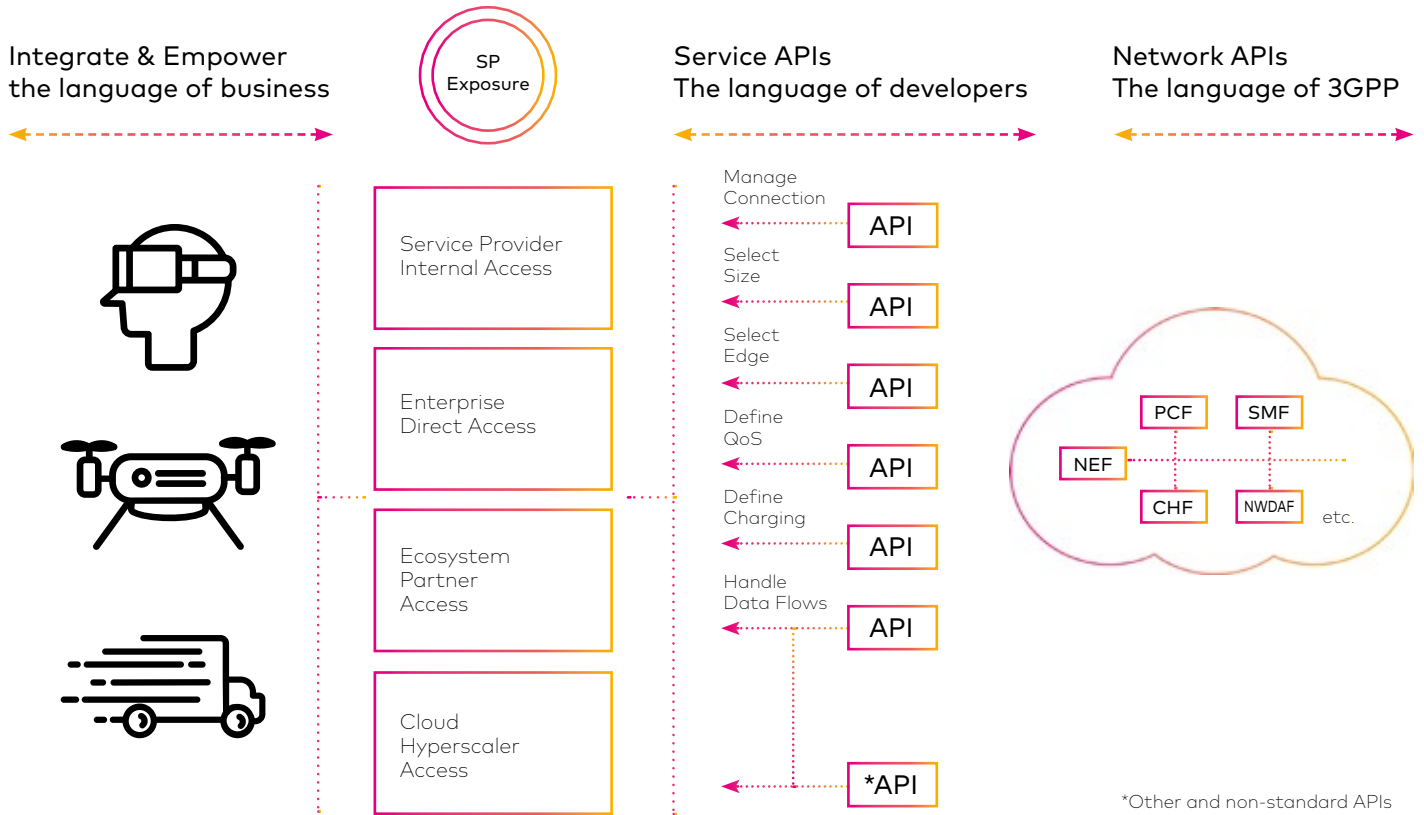 Integrate & Empower
the language of business
SP
Exposure
Service APIs
The language of developers
Network APIs
The language of 3GPP
Service Provider
Internal Access
Enterprise
Direct Access
Ecosystem
Partner
Access
Cloud
Hyperscaler
Access
Manage
Connection
API
Select
Size
API
Select
Edge
API
Define
QoS
API
Define
Charging
API
Handle
Data Flows
API
*API
PCF
SMF
NEF
CHF
NWDAF
etc.
*Other and non-standard APIs